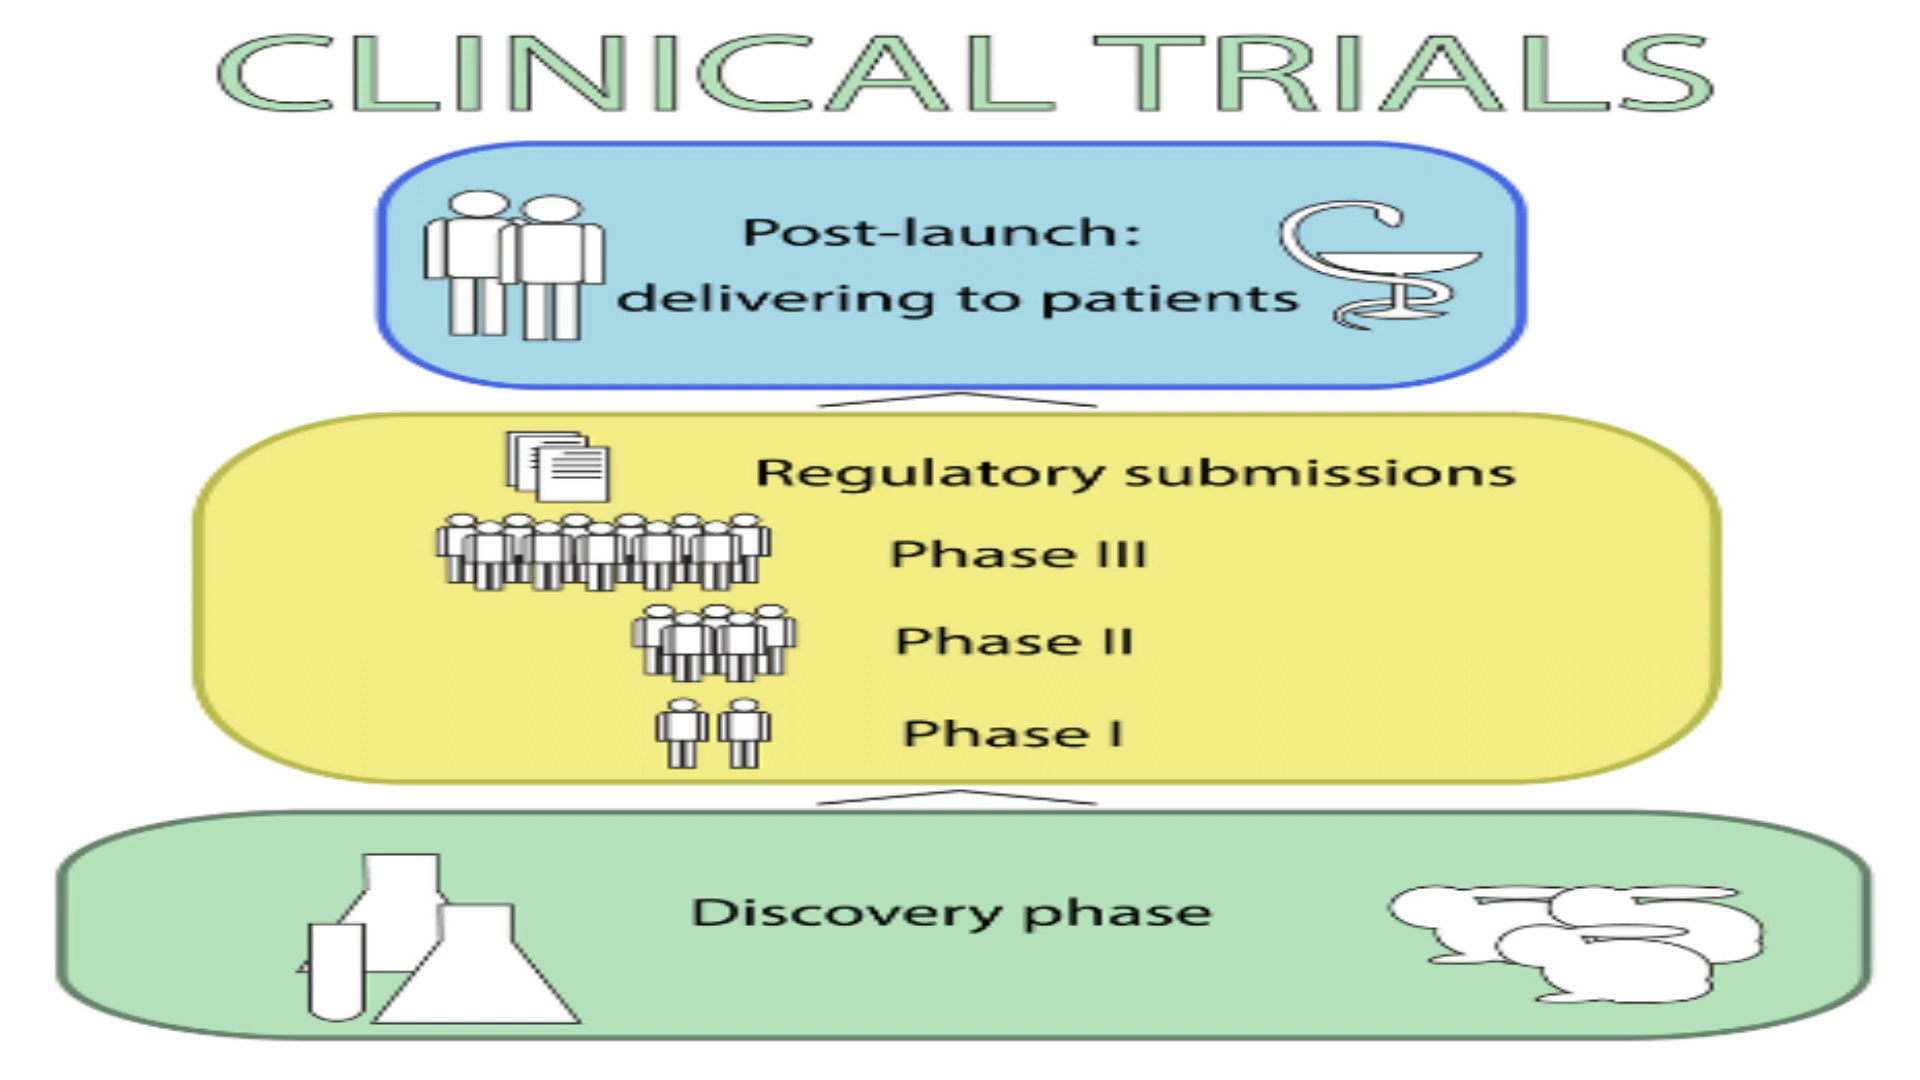 CLINICAL TRIALS
Post-launch:
delivering to patients
Regulatory submissions
Phase III
Phase II
Phase I
Discovery phase